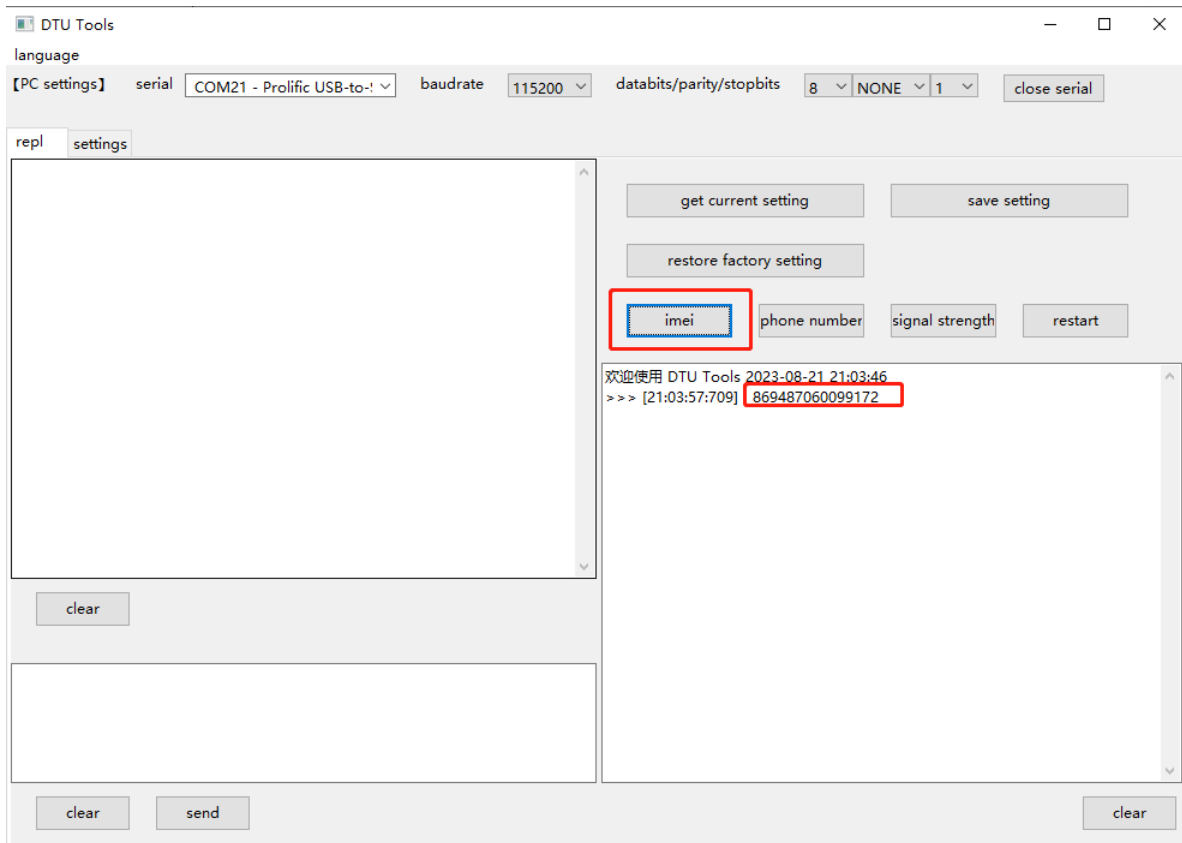 DTU Tools
language
【PC settings】 serial COM21 - Prolific USB-to-! baudrate 115200 databits/parity/stopbits 8 NONE 1 close serial
repl settings
get current setting save setting
restore factory setting
imei phone number signal strength restart
欢迎使用 DTU Tools 2023-08-21 21:03:46
>>> [21:03:57:709] 869487060099172
clear
clear send clear